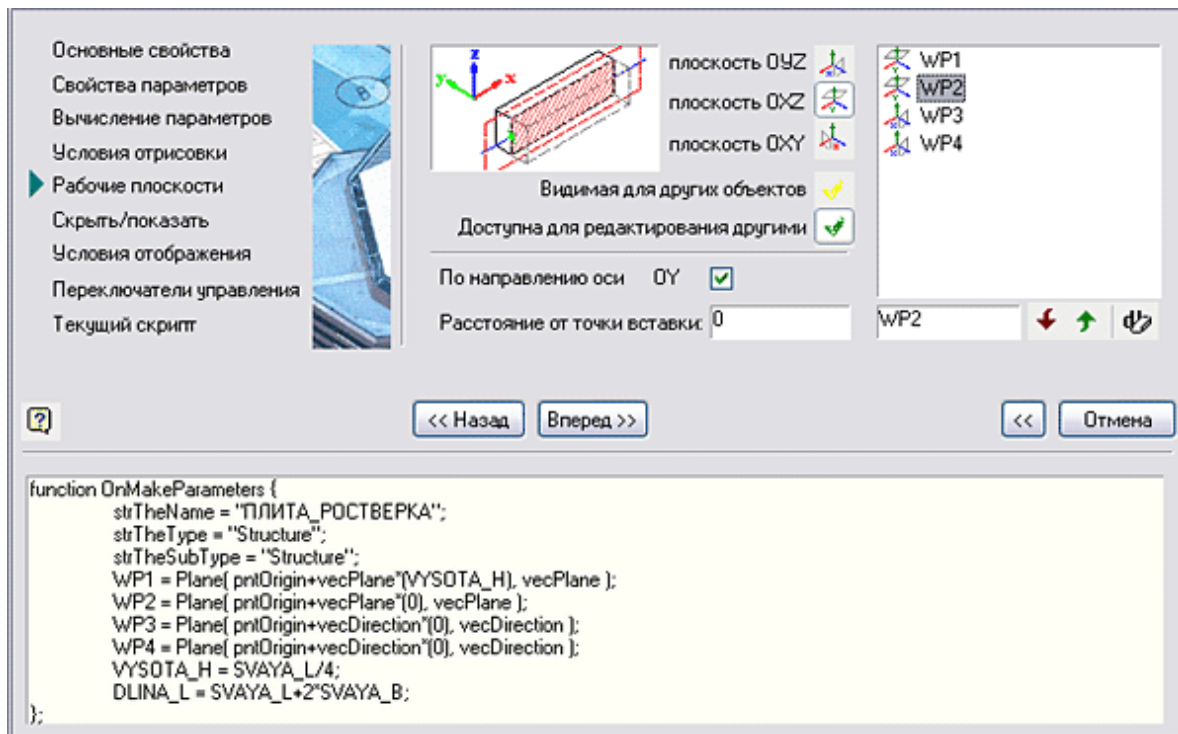 Основные свойства
Свойства параметров
Вычисление параметров
Условия отрисовки
Рабочие плоскости
Скрыть/показать
Условия отображения
Переключатели управления
Текущий скрипт
z
y
x
плоскость OYZ
плоскость OXZ
плоскость OXY
Видимая для других объектов
Доступна для редактирования другими
По направлению оси OY
Расстояние от точки вставки: 0
WP1
WP2
WP3
WP4
WP2
<< Назад
Вперед >>
<<
Отмена
function OnMakeParameters {
strTheName = "ПЛИТА_РОСТВЕРКА";
strTheType = "Structure";
strTheSubType = "Structure";
WP1 = Plane( pntOrigin+vecPlane*(VYSOTA_H), vecPlane );
WP2 = Plane( pntOrigin+vecPlane*(0), vecPlane );
WP3 = Plane( pntOrigin+vecDirection*(0), vecDirection );
WP4 = Plane( pntOrigin+vecDirection*(0), vecDirection );
VYSOTA_H = SVAYA_L/4;
DLINA_L = SVAYA_L+2*SVAYA_B;
};